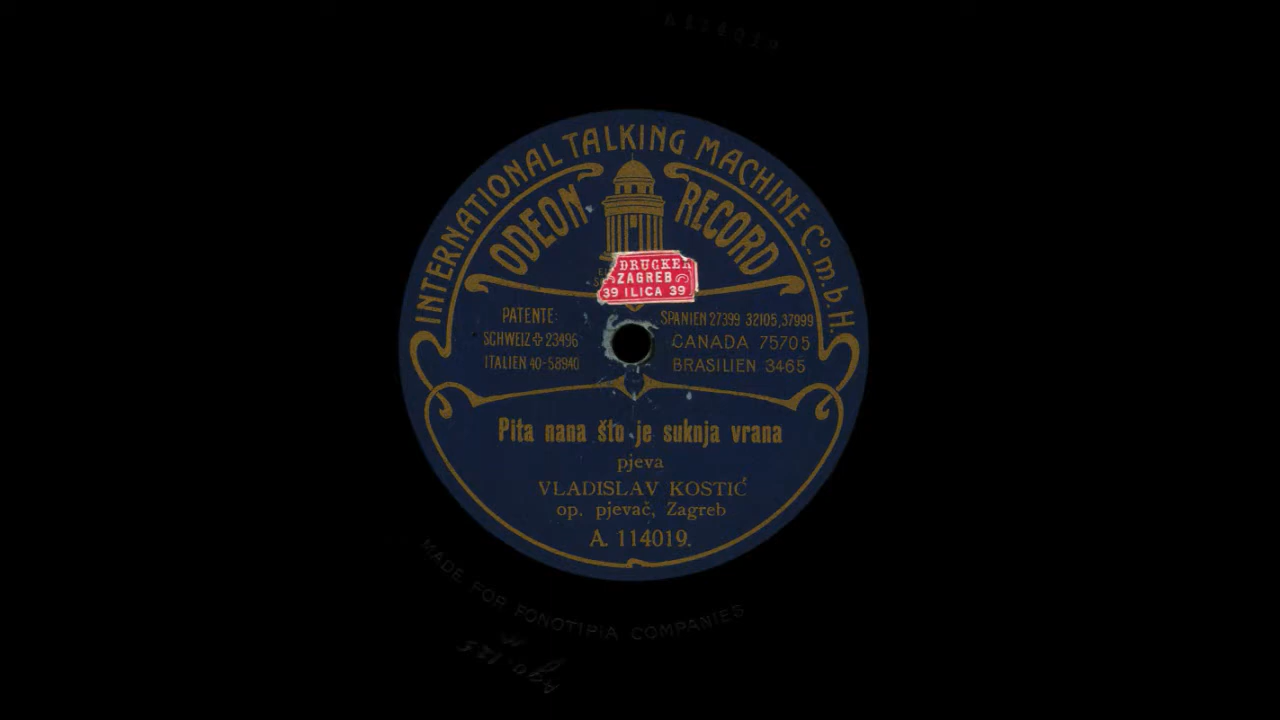 A114019
INTERNATIONAL TALKING MACHINE Co. m.b.H.
ODEON RECORD
DRUCKER
ZAGREB
39 ILICA 39
PATENTE:
SCHWEIZ 23496
ITALIEN 40-58940
SPANIEN 27399 32105,37999
CANADA 75705
BRASILIEN 3465
Pita nana što je suknja vrana
pjeva
VLADISLAV KOSTIĆ
op. pjevač, Zagreb
A. 114019.
MADE FOR FONOTIPIA COMPANIES